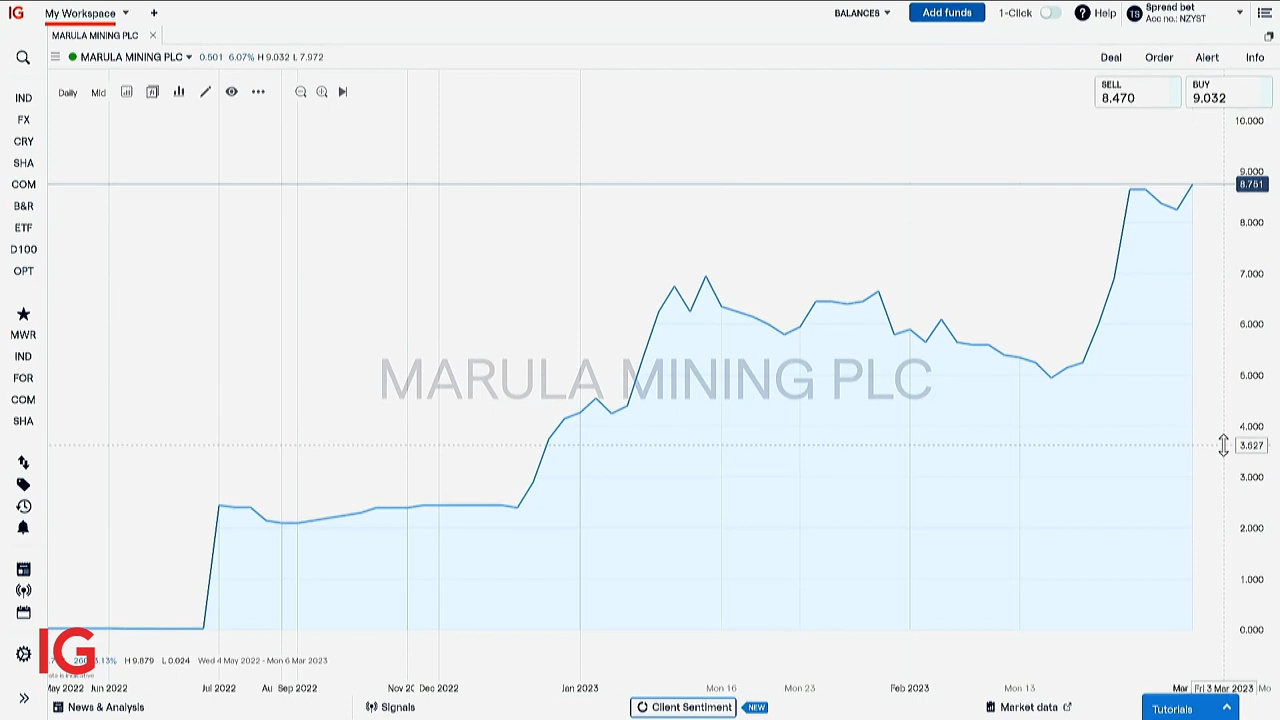 IG My Workspace + BALANCES Add funds 1-Click ? Help TS Spread bet
Acc no.: NZYST
MARULA MINING PLC ×
MARULA MINING PLC 0.501 6.07% H 9.032 L 7.972 Deal Order Alert Info
Daily Mid
SELL BUY
8.470 9.032
IND
FX
CRY
SHA
COM
B&R
ETF
D100
OPT
MWR
IND
FOR
COM
SHA
10.000
9.000
8.751
8.000
7.000
6.000
5.000
4.000
3.627
3.000
2.000
1.000
0.000
MARULA MINING PLC
IG
H 9.879 L 0.024 Wed 4 May 2022 - Mon 6 Mar 2023
May 2022 Jun 2022 Jul 2022 Au Sep 2022 Nov 20 Dec 2022 Jan 2023 Mon 16 Mon 23 Feb 2023 Mon 13 Mar Fri 3 Mar 2023 Mo
News & Analysis Signals Client Sentiment NEW Market data Tutorials